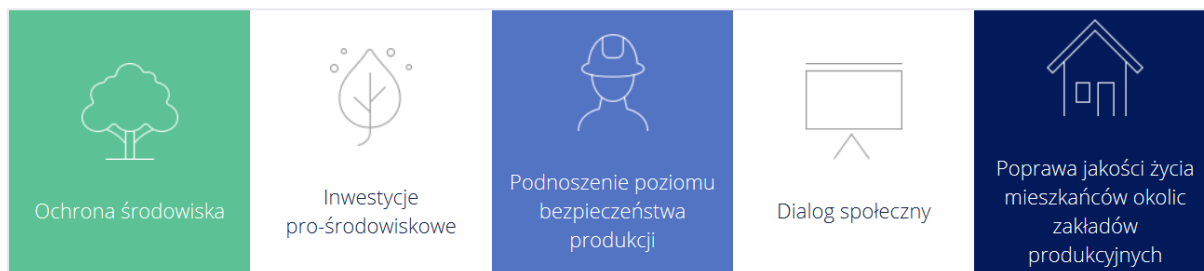 Ochrona środowiska
Inwestycje
pro-środowiskowe
Podnoszenie poziomu
bezpieczeństwa
produkcji
Dialog społeczny
Poprawa jakości życia
mieszkańców okolic
zakładów
produkcyjnych